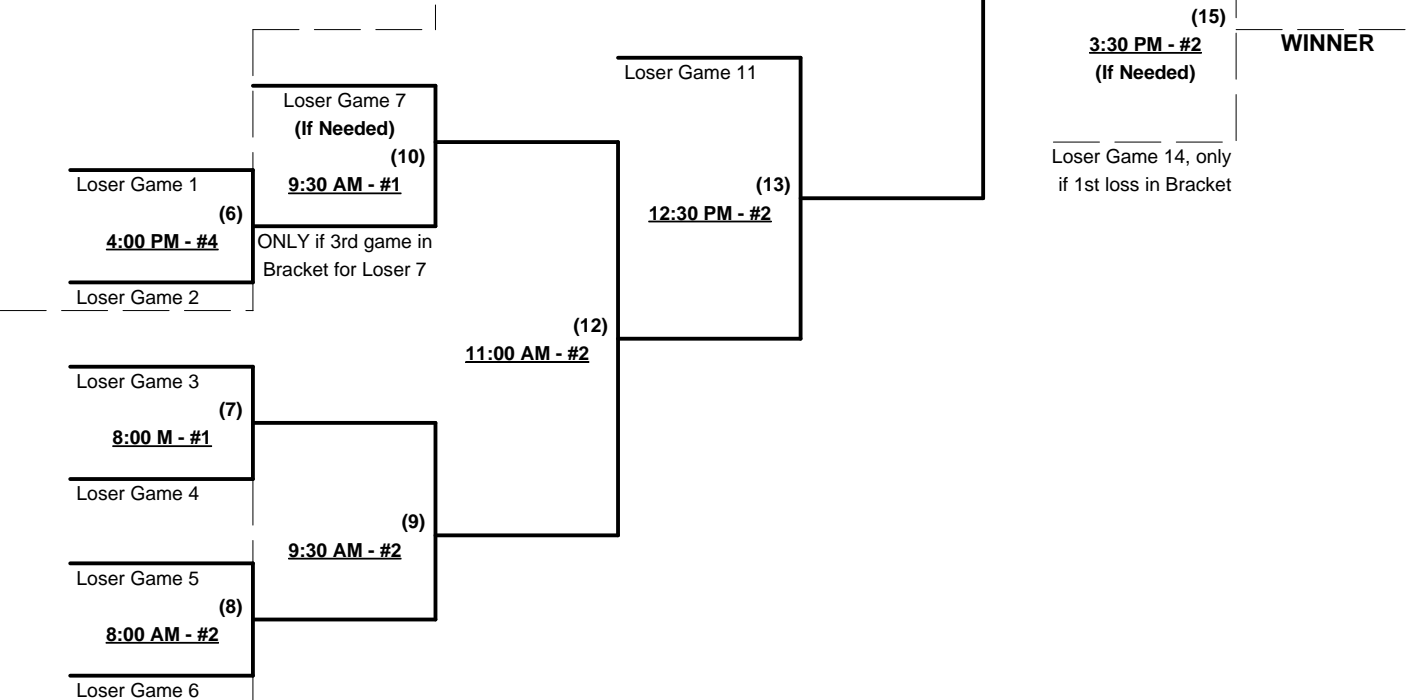 (15)
3:30 PM - #2
WINNER
(If Needed)
Loser Game 14, only
if 1st loss in Bracket
Loser Game 11
(13)
12:30 PM - #2
Loser Game 7
(If Needed)
(10)
9:30 AM - #1
ONLY if 3rd game in
Bracket for Loser 7
Loser Game 1
(6)
4:00 PM - #4
Loser Game 2
(12)
11:00 AM - #2
Loser Game 3
(7)
8:00 M - #1
Loser Game 4
(9)
9:30 AM - #2
Loser Game 5
(8)
8:00 AM - #2
Loser Game 6